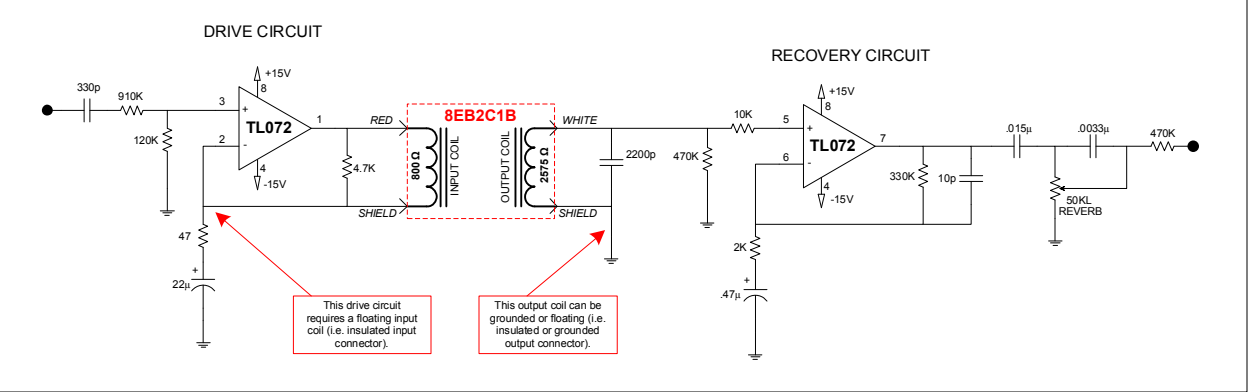 DRIVE CIRCUIT
330p
910K
120K
3
2
+
-
TL072
+15V
8
1
4
-15V
4.7K
47
+
22μ
RED
SHIELD
8EB2C1B
800 Ω
INPUT COIL
OUTPUT COIL
2575 Ω
WHITE
SHIELD
2200p
This drive circuit
requires a floating input
coil (i.e. insulated input
connector).
This output coil can be
grounded or floating (i.e.
insulated or grounded
output connector).
RECOVERY CIRCUIT
470K
10K
5
6
+
-
TL072
+15V
8
7
4
-15V
330K
10p
2K
+
.47μ
.015μ
.0033μ
50KL
REVERB
470K